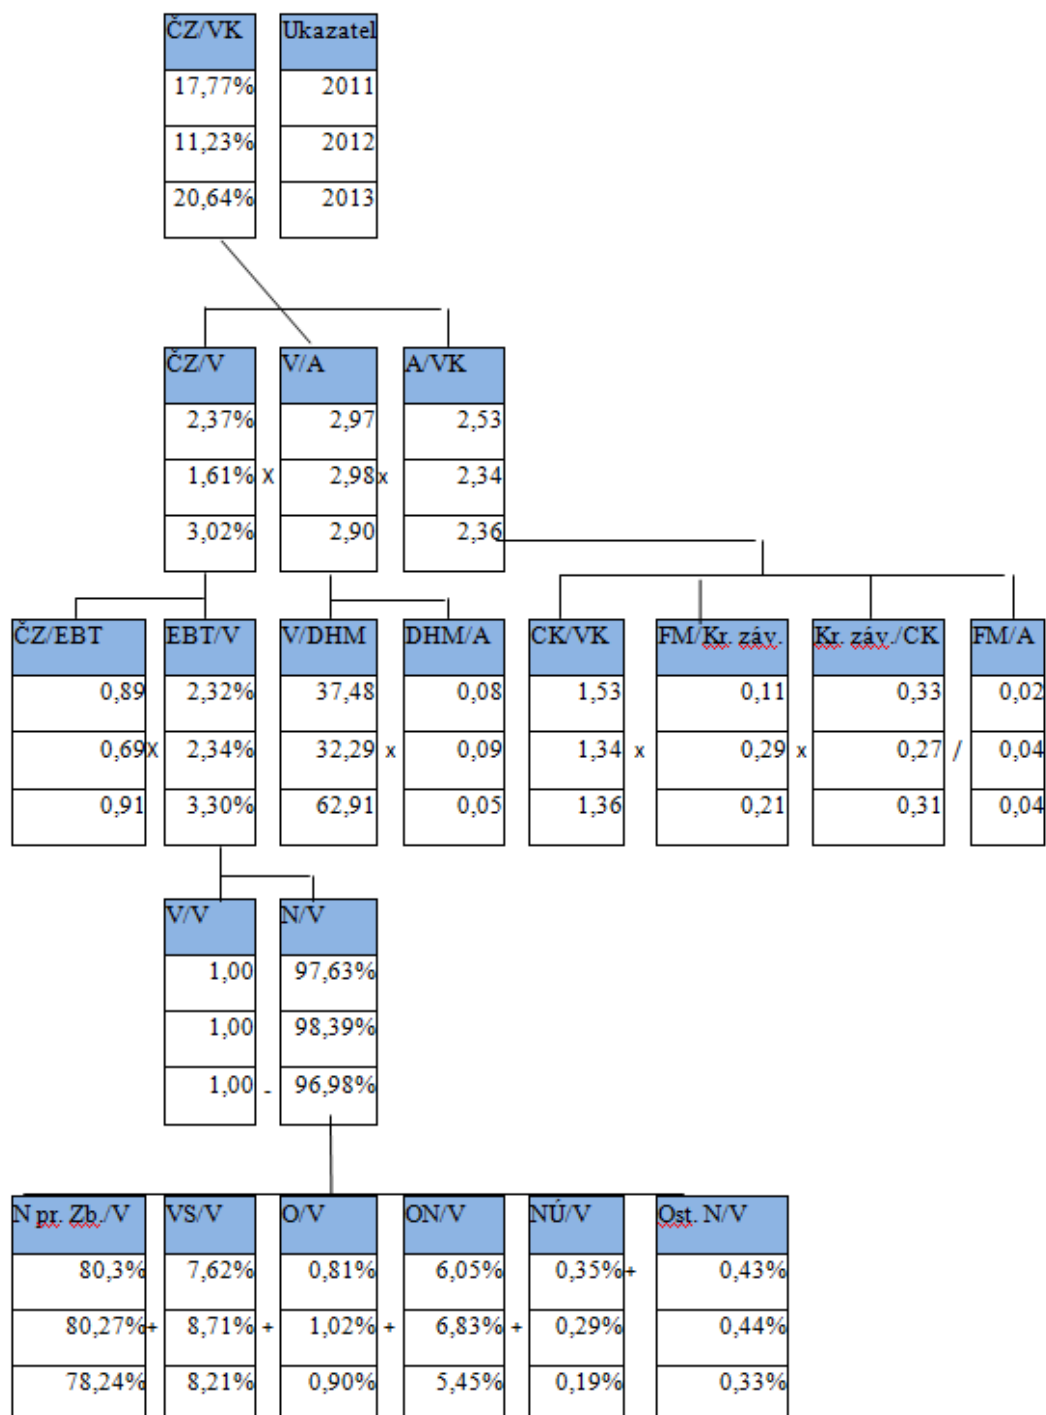 ČZ/VK Ukazatel
17,77% 2011
11,23% 2012
20,64% 2013
ČZ/V V/A A/VK
2,37% 2,97 2,53
1,61% X 2,98 x 2,34
3,02% 2,90 2,36
ČZ/EBT EBT/V V/DHM DHM/A CK/VK FM/Kr. záv. Kr. záv./CK FM/A
0,89 2,32% 37,48 0,08 1,53 0,11 0,33 0,02
0,69 X 2,34% 32,29 x 0,09 1,34 x 0,29 x 0,27 / 0,04
0,91 3,30% 62,91 0,05 1,36 0,21 0,31 0,04
V/V N/V
1,00 97,63%
1,00 98,39%
1,00 - 96,98%
N pr. Zb./V VS/V O/V ON/V NÚ/V Ost. N/V
80,3% 7,62% 0,81% 6,05% 0,35% + 0,43%
80,27% + 8,71% + 1,02% + 6,83% + 0,29% 0,44%
78,24% 8,21% 0,90% 5,45% 0,19% 0,33%